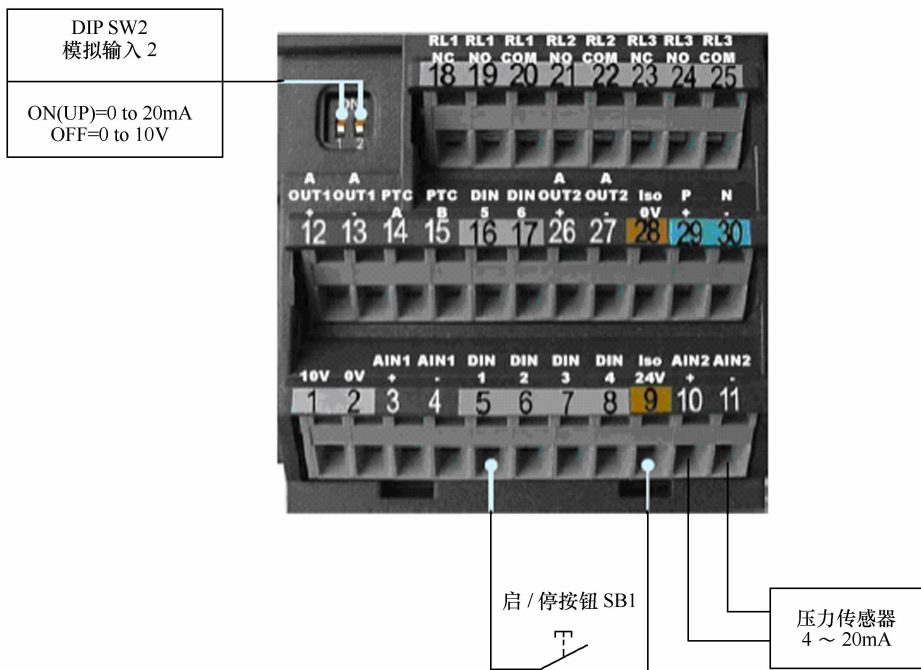 DIP SW2
模拟输入 2
ON(UP)=0 to 20mA
OFF=0 to 10V
ON
1 2
RL1 RL1 RL1 RL2 RL2 RL3 RL3 RL3
NC NO COM NO COM NC NO COM
18 19 20 21 22 23 24 25
A A A A
OUT1 OUT1 PTC PTC DIN DIN OUT2 OUT2 Iso P N
+ - A B 5 6 + - 0V + -
12 13 14 15 16 17 26 27 28 29 30
AIN1 AIN1 DIN DIN DIN DIN Iso AIN2 AIN2
10V 0V + - 1 2 3 4 24V + -
1 2 3 4 5 6 7 8 9 10 11
启 / 停按钮 SB1
压力传感器
4 ～ 20mA